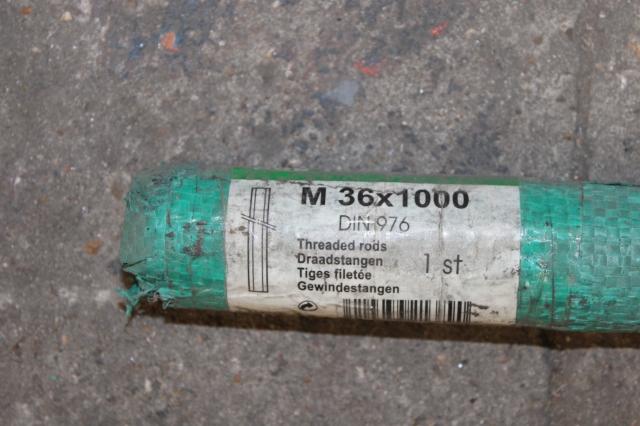 M 36x1000
DIN 976
Threaded rods
Draadstangen
1 st
Tiges filetée
Gewindestangen